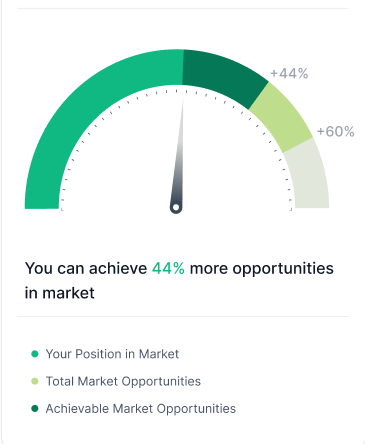 +44%
+60%
You can achieve 44% more opportunities
in market
Your Position in Market
Total Market Opportunities
Achievable Market Opportunities